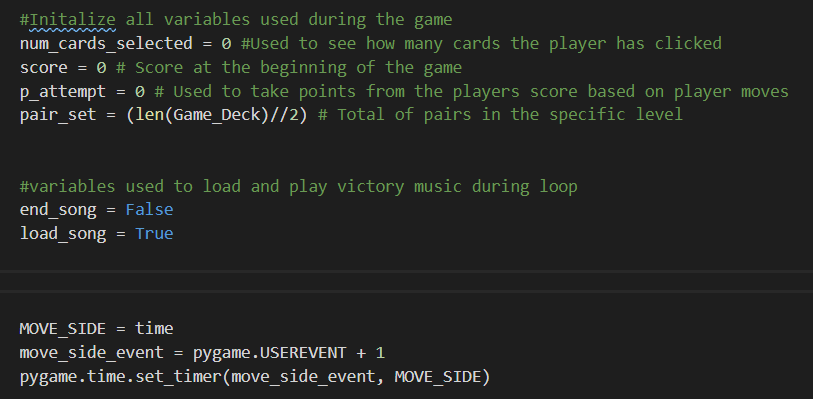 #Initalize all variables used during the game
num_cards_selected = 0 #Used to see how many cards the player has clicked
score = 0 # Score at the beginning of the game
p_attempt = 0 # Used to take points from the players score based on player moves
pair_set = (len(Game_Deck)//2) # Total of pairs in the specific level
#variables used to load and play victory music during loop
end_song = False
load_song = True
MOVE_SIDE = time
move_side_event = pygame.USEREVENT + 1
pygame.time.set_timer(move_side_event, MOVE_SIDE)